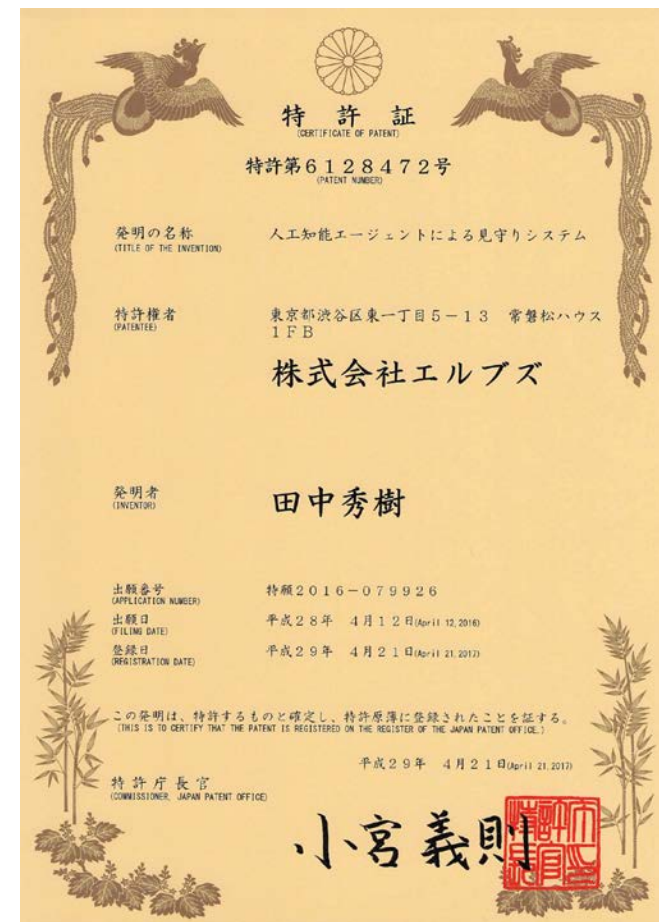 特許証
(CERTIFICATE OF PATENT)
特許第6128472号
(PATENT NUMBER)
発明の名称 人工知能エージェントによる見守りシステム
(TITLE OF THE INVENTION)
特許権者 東京都渋谷区東一丁目5-13 常磐松ハウス
(PATENTEE) 1FB
株式会社エルブズ
発明者 田中秀樹
(INVENTOR)
出願番号 特願2016-079926
(APPLICATION NUMBER)
出願日 平成28年 4月12日(April 12, 2016)
(FILING DATE)
登録日 平成29年 4月21日(April 21, 2017)
(REGISTRATION DATE)
この発明は、特許するものと確定し、特許原簿に登録されたことを証する。
(THIS IS TO CERTIFY THAT THE PATENT IS REGISTERED ON THE REGISTER OF THE JAPAN PATENT OFFICE.)
平成29年 4月21日(April 21, 2017)
特許庁長官
(COMMISSIONER, JAPAN PATENT OFFICE)
小宮義則